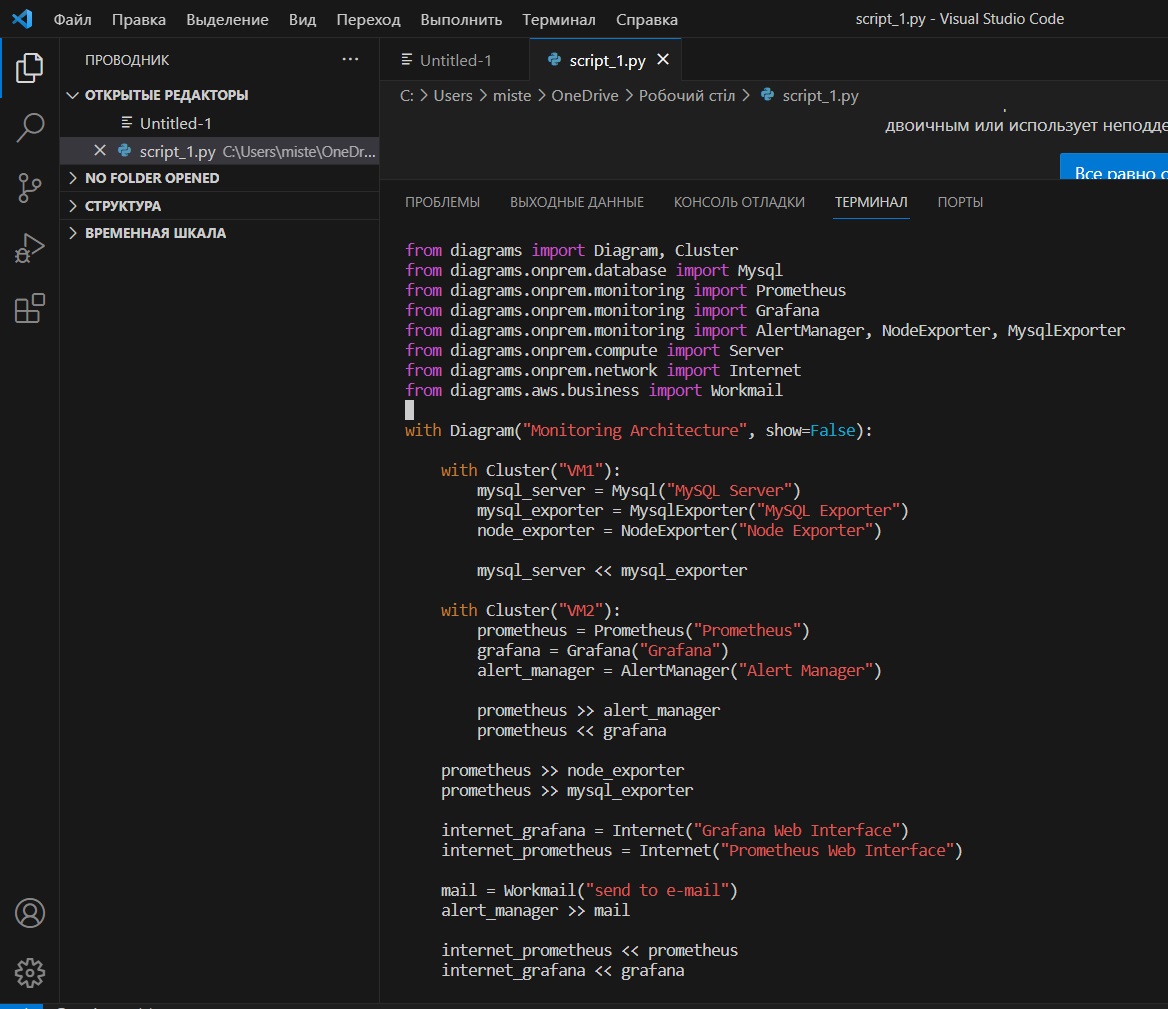 Файл Правка Выделение Вид Переход Выполнить Терминал Справка script_1.py - Visual Studio Code
ПРОВОДНИК
ОТКРЫТЫЕ РЕДАКТОРЫ
Untitled-1
script_1.py C:\Users\miste\OneDr...
NO FOLDER OPENED
СТРУКТУРА
ВРЕМЕННАЯ ШКАЛА
Untitled-1 script_1.py
C: > Users > miste > OneDrive > Робочий стіл > script_1.py
двоичным или использует неподде
Все равно о
ПРОБЛЕМЫ ВЫХОДНЫЕ ДАННЫЕ КОНСОЛЬ ОТЛАДКИ ТЕРМИНАЛ ПОРТЫ
from diagrams import Diagram, Cluster
from diagrams.onprem.database import Mysql
from diagrams.onprem.monitoring import Prometheus
from diagrams.onprem.monitoring import Grafana
from diagrams.onprem.monitoring import AlertManager, NodeExporter, MysqlExporter
from diagrams.onprem.compute import Server
from diagrams.onprem.network import Internet
from diagrams.aws.business import Workmail
with Diagram("Monitoring Architecture", show=False):
with Cluster("VM1"):
mysql_server = Mysql("MySQL Server")
mysql_exporter = MysqlExporter("MySQL Exporter")
node_exporter = NodeExporter("Node Exporter")
mysql_server << mysql_exporter
with Cluster("VM2"):
prometheus = Prometheus("Prometheus")
grafana = Grafana("Grafana")
alert_manager = AlertManager("Alert Manager")
prometheus >> alert_manager
prometheus << grafana
prometheus >> node_exporter
prometheus >> mysql_exporter
internet_grafana = Internet("Grafana Web Interface")
internet_prometheus = Internet("Prometheus Web Interface")
mail = Workmail("send to e-mail")
alert_manager >> mail
internet_prometheus << prometheus
internet_grafana << grafana